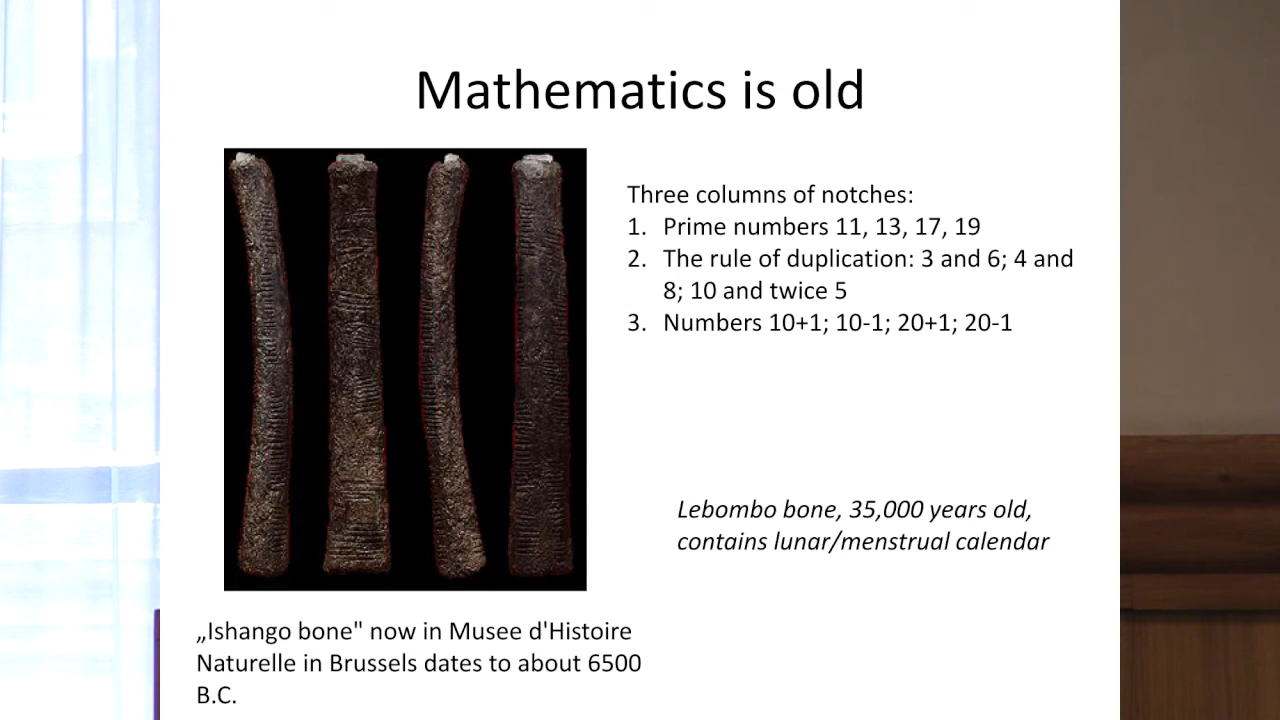 Mathematics is old
Three columns of notches:
1. Prime numbers 11, 13, 17, 19
2. The rule of duplication: 3 and 6; 4 and
8; 10 and twice 5
3. Numbers 10+1; 10-1; 20+1; 20-1
Lebombo bone, 35,000 years old,
contains lunar/menstrual calendar
„Ishango bone" now in Musee d'Histoire
Naturelle in Brussels dates to about 6500
B.C.